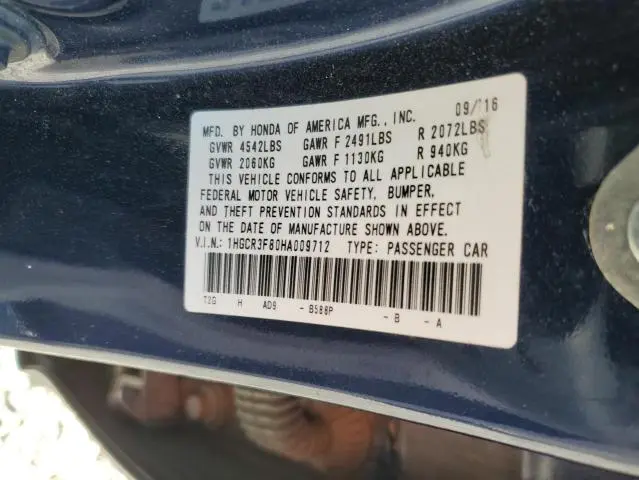 09/16
MFD. BY HONDA OF AMERICA MFG., INC.
GVWR 4542LBS GAWR F 2491LBS R 2072LBS
GVWR 2060KG GAWR F 1130KG R 940KG
THIS VEHICLE CONFORMS TO ALL APPLICABLE
FEDERAL MOTOR VEHICLE SAFETY, BUMPER,
AND THEFT PREVENTION STANDARDS IN EFFECT
ON THE DATE OF MANUFACTURE SHOWN ABOVE.
V.I.N.: 1HGCR3F80HA009712 TYPE: PASSENGER CAR
T2G H AD9 - B588P - B - A